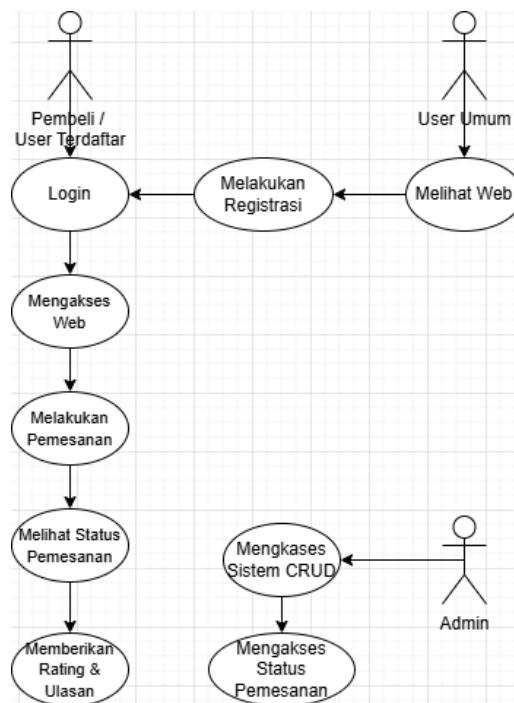 Pembeli /
User Terdaftar
User Umum
Login
Melakukan
Registrasi
Melihat Web
Mengakses
Web
Melakukan
Pemesanan
Melihat Status
Pemesanan
Mengkases
Sistem CRUD
Admin
Memberikan
Rating &
Ulasan
Mengakses
Status
Pemesanan